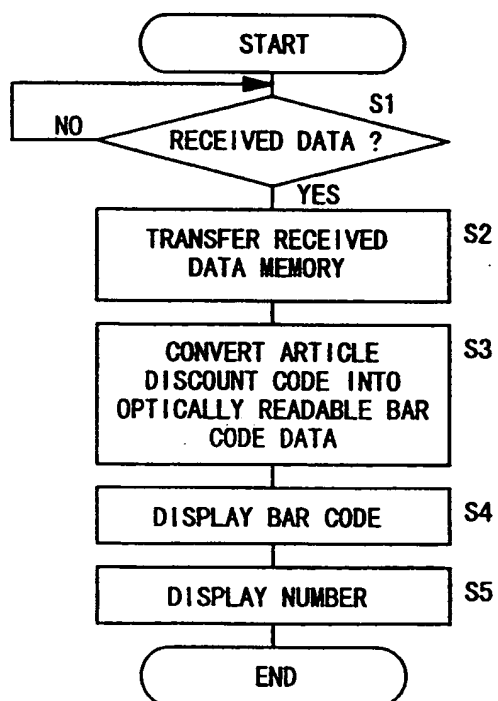 START
S1
NO
RECEIVED DATA ?
YES
TRANSFER RECEIVED
DATA MEMORY
S2
CONVERT ARTICLE
DISCOUNT CODE INTO
OPTICALLY READABLE BAR
CODE DATA
S3
DISPLAY BAR CODE
S4
DISPLAY NUMBER
S5
END